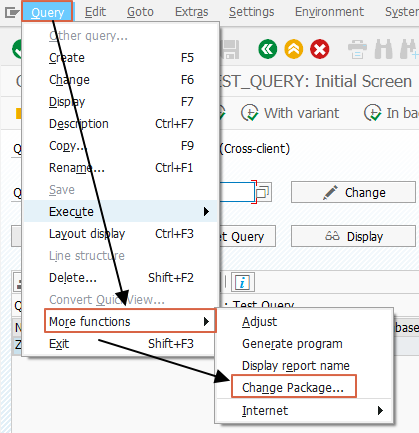 Query Edit Goto Extras Settings Environment System
Other query...
Create F5
Change F6
Display F7
Description Ctrl+F7
Copy... F9
Rename... Ctrl+F1
Save
Execute
Layout display Ctrl+F3
Line structure
Delete... Shift+F2
Convert QuickView...
More functions
Exit Shift+F3
EST_QUERY: Initial Screen
With variant In bac
(Cross-client)
Change
t Query Display
: Test Query
base
Adjust
Generate program
Display report name
Change Package...
Internet